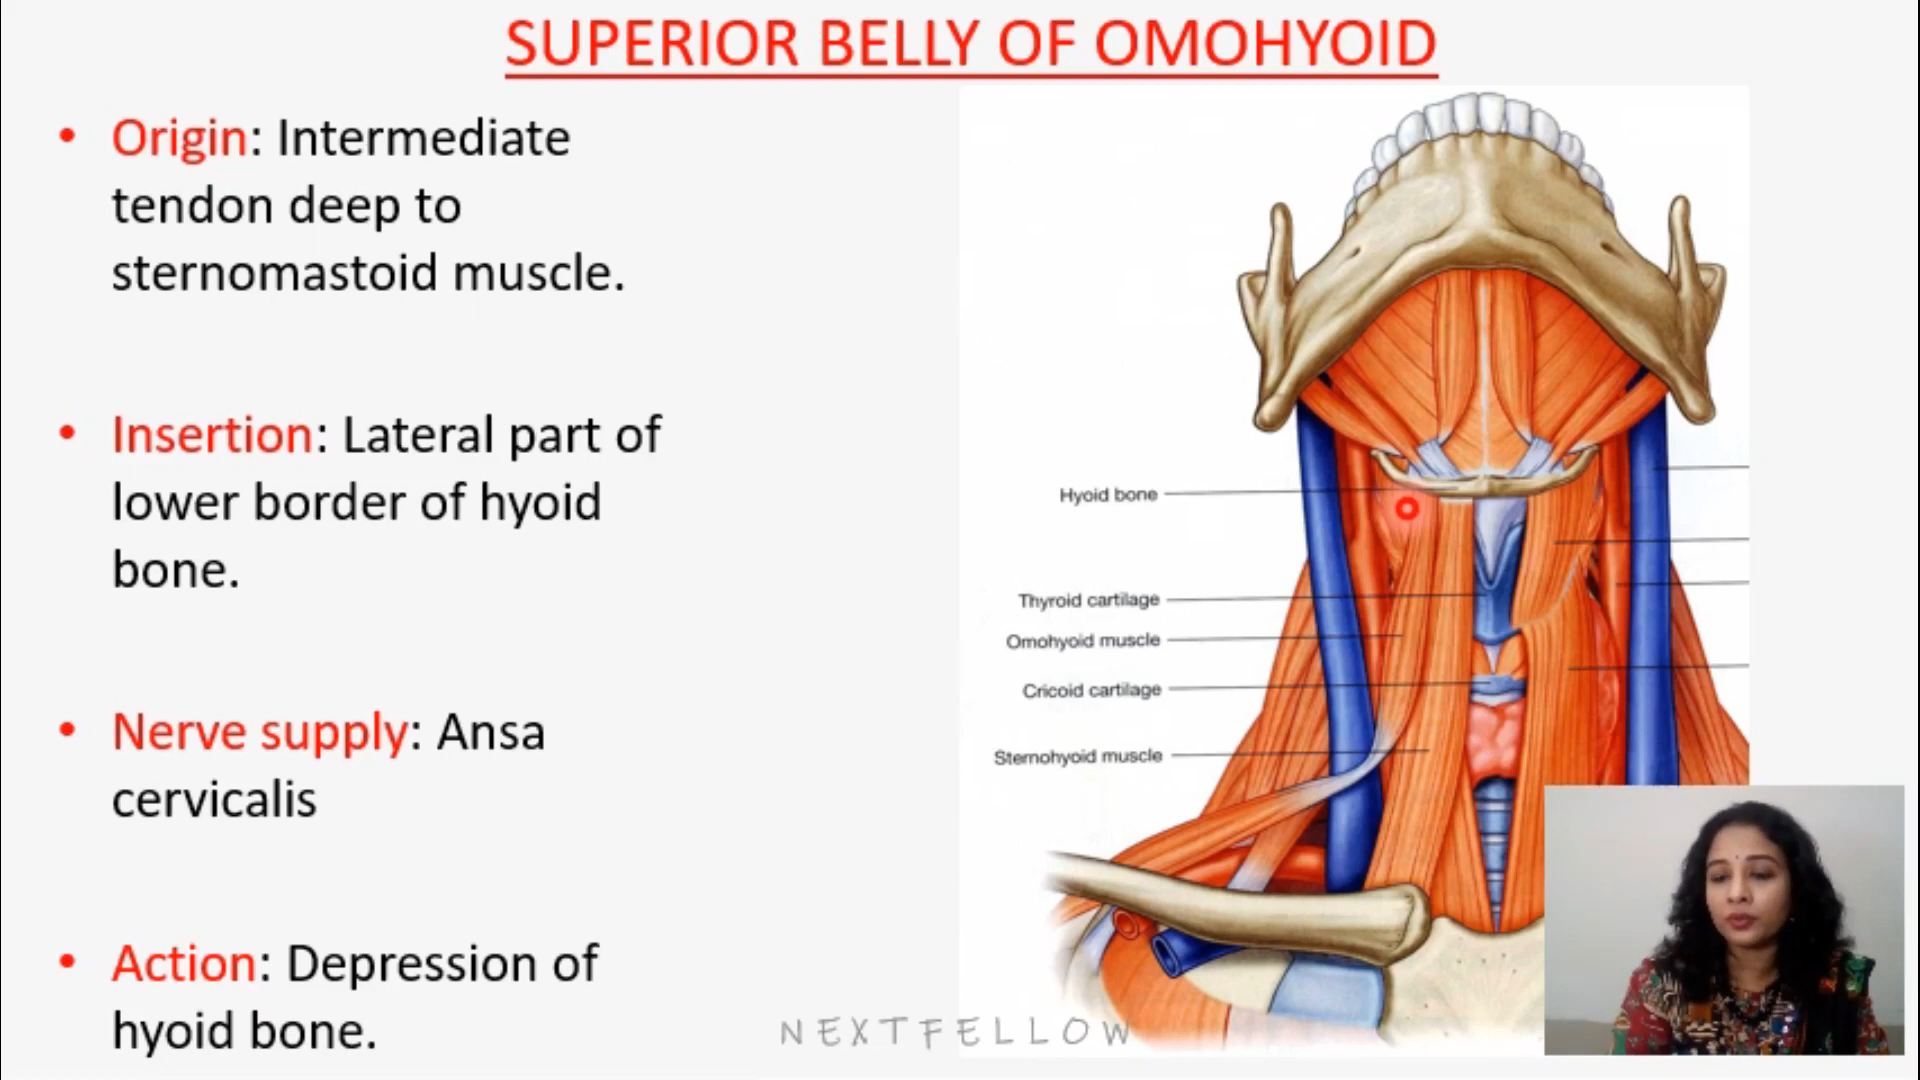 SUPERIOR BELLY OF OMOHYOID
• Origin: Intermediate
tendon deep to
sternomastoid muscle.
• Insertion: Lateral part of
lower border of hyoid
bone.
• Nerve supply: Ansa
cervicalis
• Action: Depression of
hyoid bone.
Hyoid bone
Thyroid cartilage
Omohyoid muscle
Cricoid cartilage
Sternohyoid muscle
NEXTFELLOW